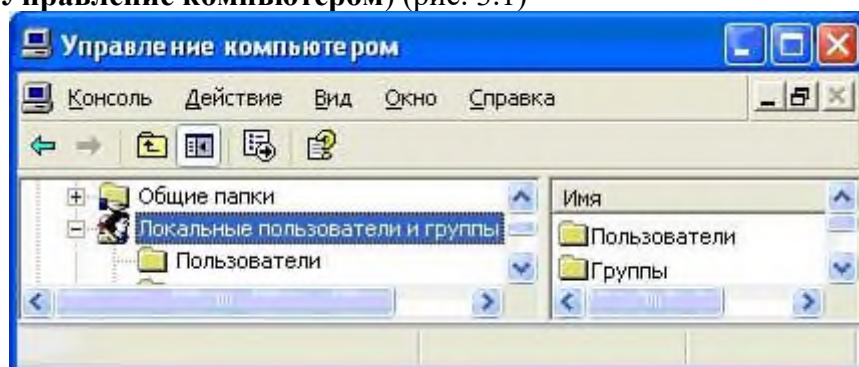 Управление компьютером) (рис. 3.1)
Управление компьютером
Консоль Действие Вид Окно Справка
Общие папки
Локальные пользователи и группы
Пользователи
Имя
Пользователи
Группы